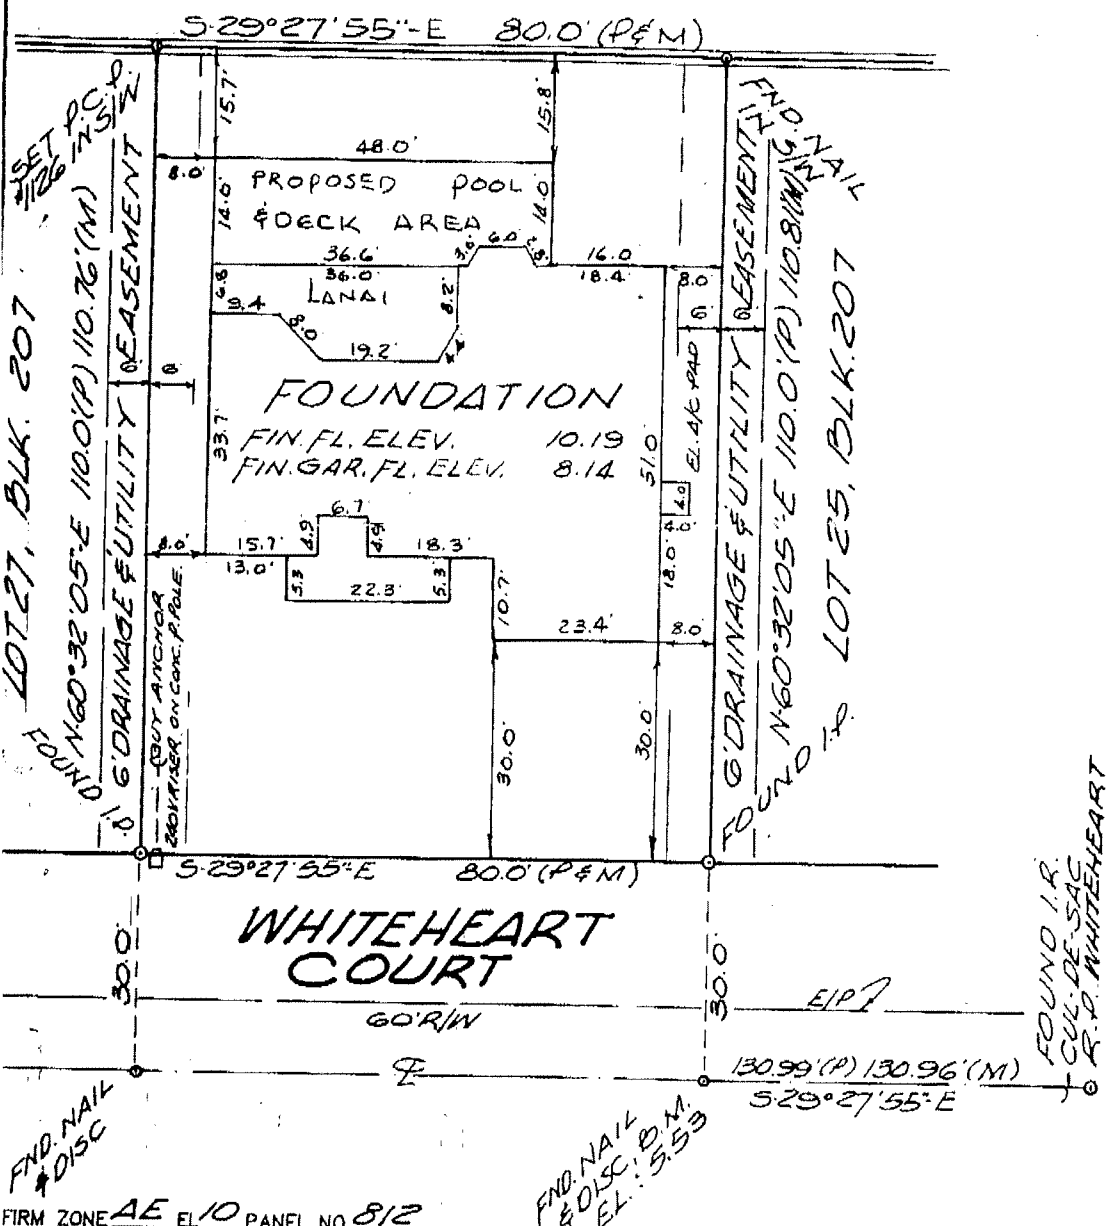 S-29°27'55"-E 80.0'(P&M)
SET P.C.P.
#1126 IN S/W
FND. NAIL
IN S/W
15.7'
15.8'
48.0'
8.0'
PROPOSED POOL
& DECK AREA
14.0'
14.0'
3.6
6.0
36.6'
36.0'
16.0
18.4
8.0'
LANAI
6.8
9.4
8.0
8.2'
19.2'
6'
6'
6'
6'
FOUNDATION
FIN. FL. ELEV. 10.19
FIN. GAR. FL. ELEV. 8.14
33.7'
51.0'
EL. A/C PAD
4.0
4.0'
6.7'
4.9
4.9
8.0'
15.7'
13.0'
18.3'
5.3
22.3'
5.3
10.7'
18.0'
23.4'
8.0'
30.0'
30.0'
LOT 27, BLK. 207
N-60°32'05"-E 110.0'(P) 110.76'(M)
6' DRAINAGE & UTILITY EASEMENT
GUY ANCHOR
240V RISER ON CONC. P. POLE
6' DRAINAGE & UTILITY EASEMENT
N-60°32'05"-E 110.0'(P) 110.81'(M)
LOT 25, BLK. 207
FOUND I.P.
FOUND I.P.
S-29°27'55"-E 80.0'(P&M)
WHITEHEART
COURT
30.0'
30.0'
60' R/W
E/P
℄
130.99'(P) 130.96'(M)
S-29°27'55"-E
FOUND I.R.
CUL-DE-SAC
R.P. WHITEHEART
FND. NAIL
& DISC
FND. NAIL
& DISC, B.M.
EL.: 5.53
FIRM ZONE AE EL 10 PANEL NO 812